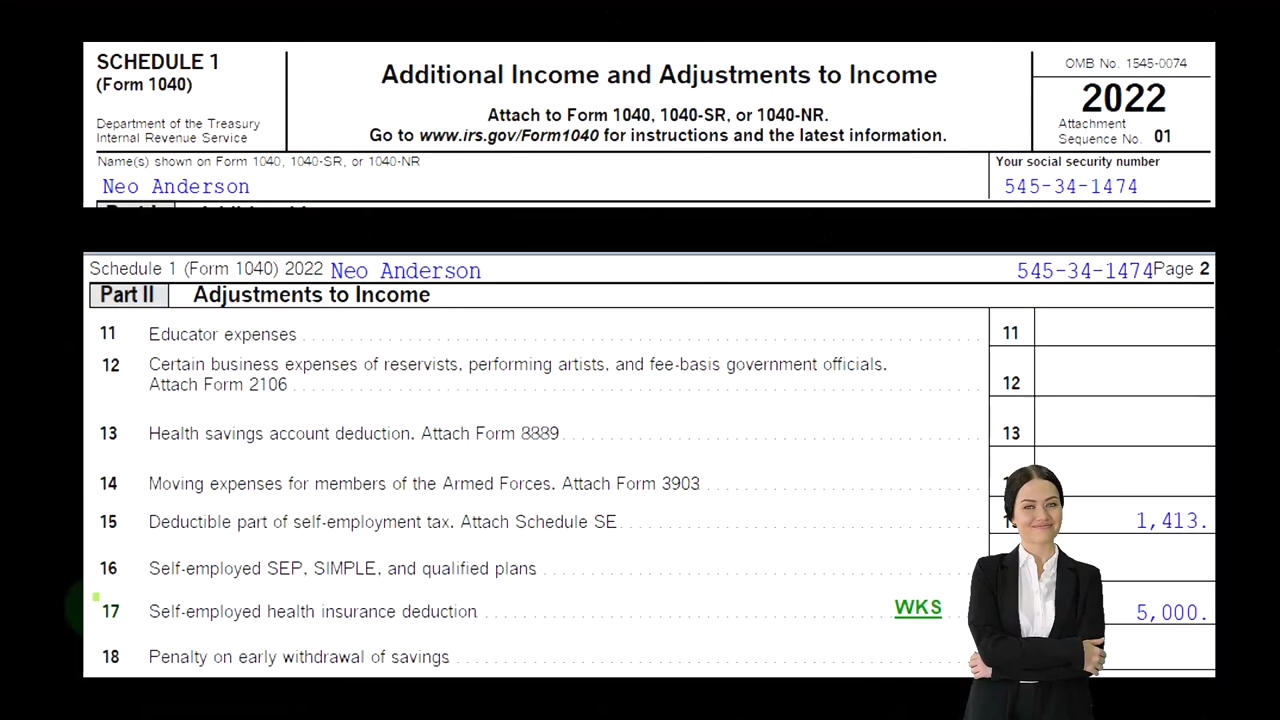 SCHEDULE 1
(Form 1040)
Department of the Treasury
Internal Revenue Service
Additional Income and Adjustments to Income
Attach to Form 1040, 1040-SR, or 1040-NR.
Go to www.irs.gov/Form1040 for instructions and the latest information.
OMB No. 1545-0074
2022
Attachment
Sequence No. 01
Name(s) shown on Form 1040, 1040-SR, or 1040-NR
Your social security number
Neo Anderson
545-34-1474
Schedule 1 (Form 1040) 2022 Neo Anderson 545-34-1474 Page 2
Part II Adjustments to Income
11 Educator expenses 11
12 Certain business expenses of reservists, performing artists, and fee-basis government officials.
Attach Form 2106 12
13 Health savings account deduction. Attach Form 8889 13
14 Moving expenses for members of the Armed Forces. Attach Form 3903
15 Deductible part of self-employment tax. Attach Schedule SE 1,413.
16 Self-employed SEP, SIMPLE, and qualified plans
17 Self-employed health insurance deduction WKS 5,000.
18 Penalty on early withdrawal of savings